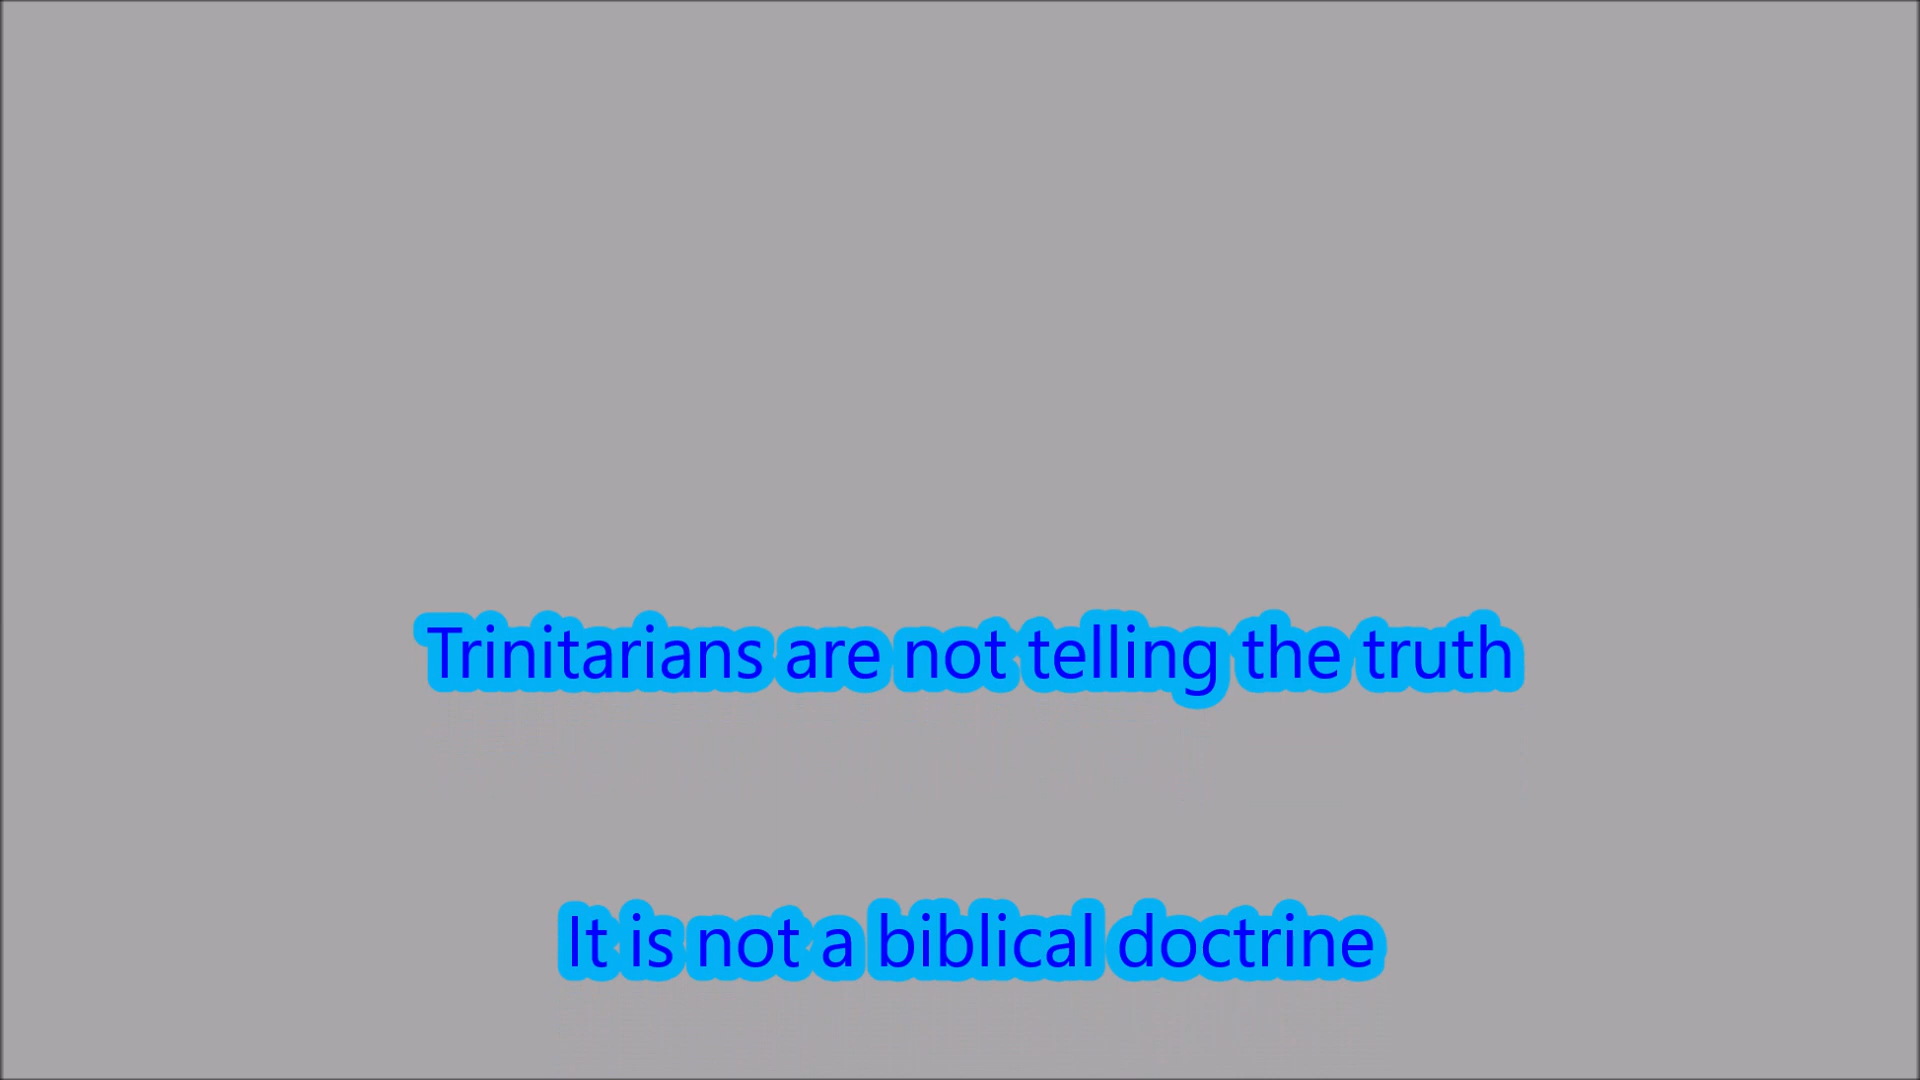 Trinitarians are not telling the truth
It is not a biblical doctrine